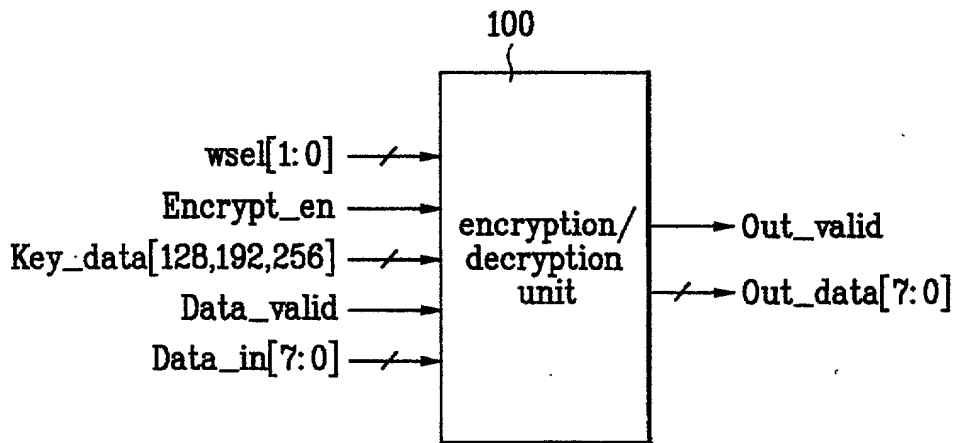 100
wsel[1:0]
Encrypt_en
Key_data[128,192,256]
Data_valid
Data_in[7:0]
encryption/
decryption
unit
Out_valid
Out_data[7:0]